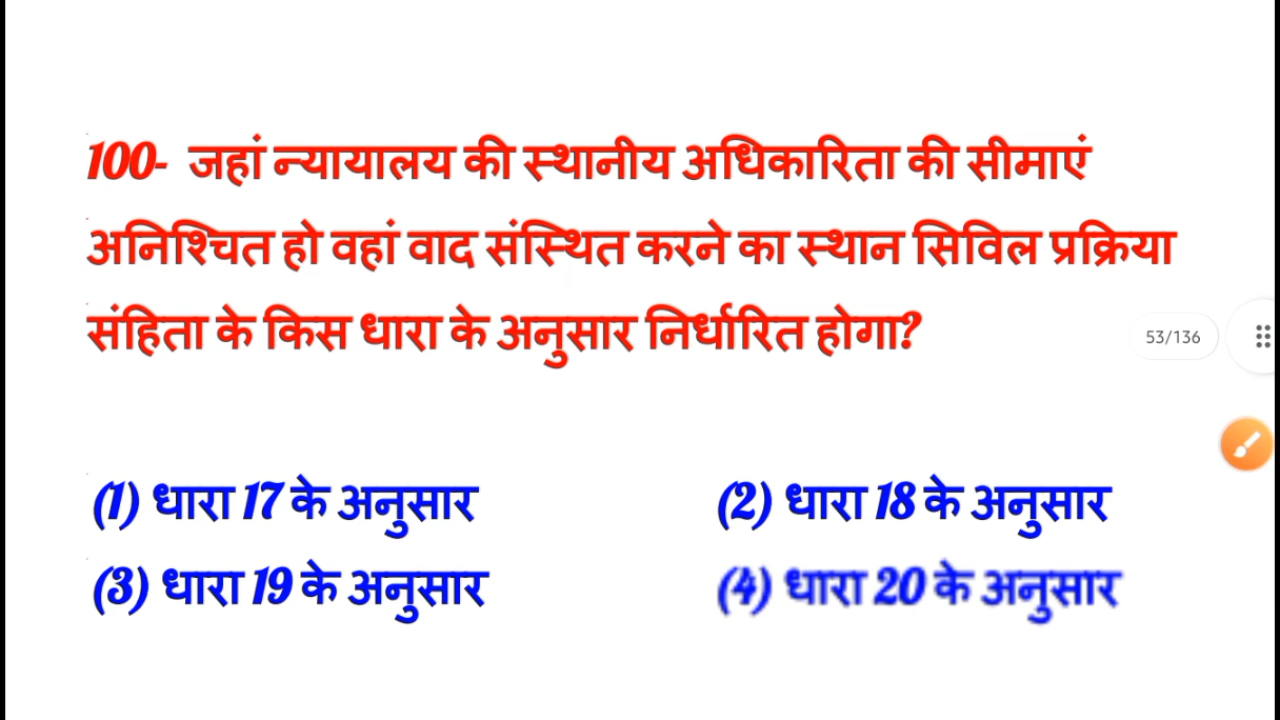 100- जहां न्यायालय की स्थानीय अधिकारिता की सीमाएं
अनिश्चित हो वहां वाद संस्थित करने का स्थान सिविल प्रक्रिया
संहिता के किस धारा के अनुसार निर्धारित होगा?
53/136
(1) धारा 17 के अनुसार (2) धारा 18 के अनुसार
(3) धारा 19 के अनुसार (4) धारा 20 के अनुसार